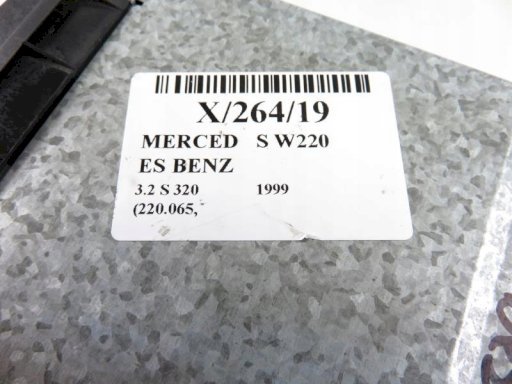 X/264/19
MERCED S W220
ES BENZ
3.2 S 320 1999
(220.065,